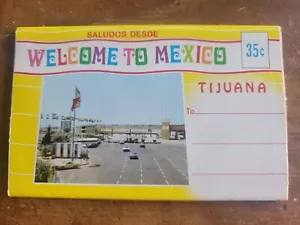 SALUDOS DESDE
WELCOME TO MEXICO
35¢
TIJUANA
To